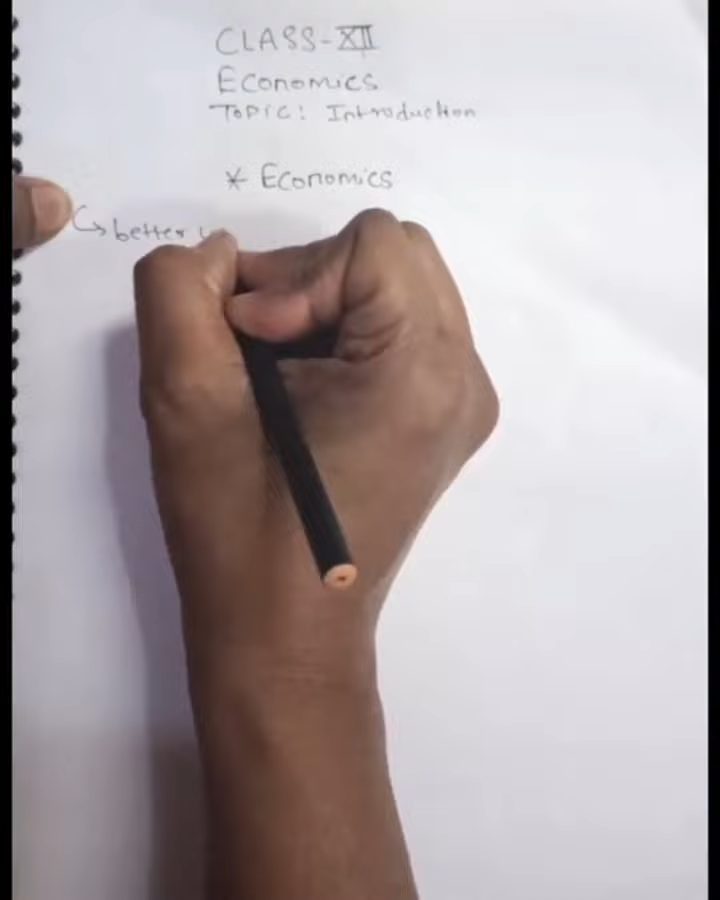 CLASS-XII
Economics
TOPIC: Introduction
* Economics
↳ better